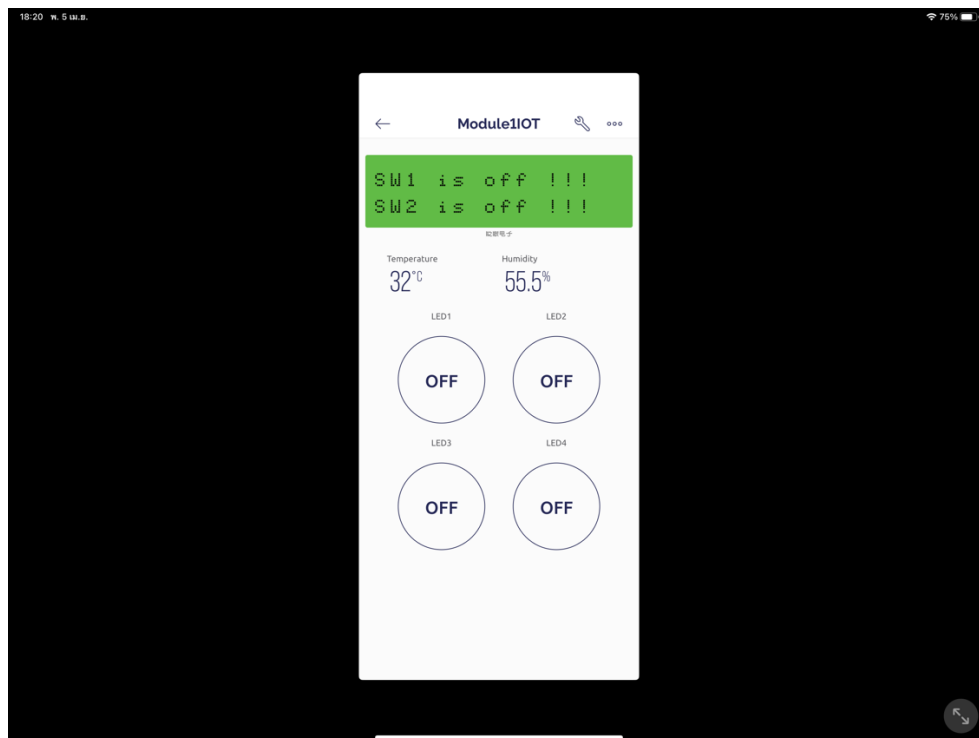 18:20 พ. 5 เม.ย.
75%
Module1IOT
SW1 is off !!!
SW2 is off !!!
Temperature
Humidity
32°C
55.5%
LED1
LED2
OFF
OFF
LED3
LED4
OFF
OFF